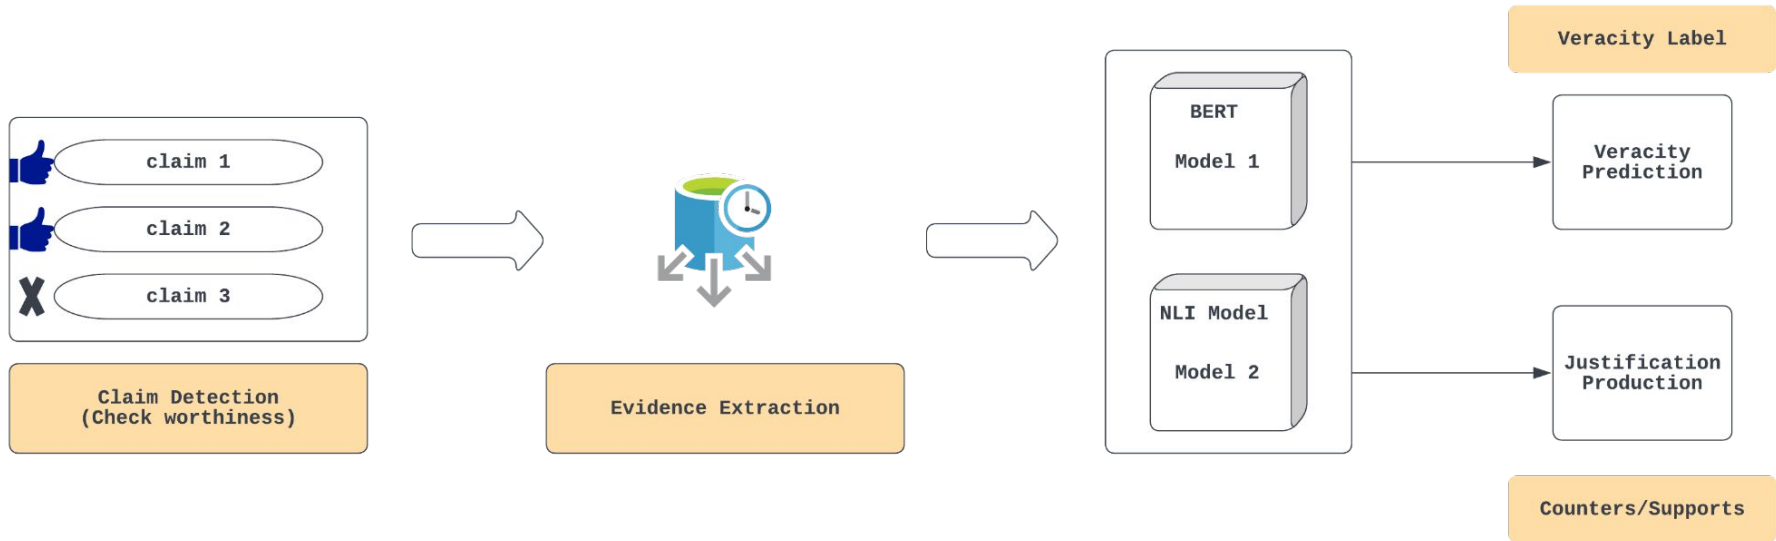 claim 1
claim 2
claim 3
Claim Detection
(Check worthiness)
Evidence Extraction
BERT
Model 1
NLI Model
Model 2
Veracity Label
Veracity
Prediction
Justification
Production
Counters/Supports